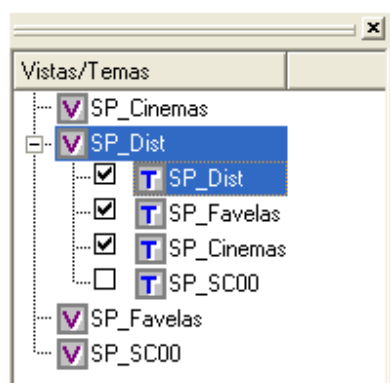 Vistas/Temas
V SP_Cinemas
V SP_Dist
T SP_Dist
T SP_Favelas
T SP_Cinemas
T SP_SC00
V SP_Favelas
V SP_SC00